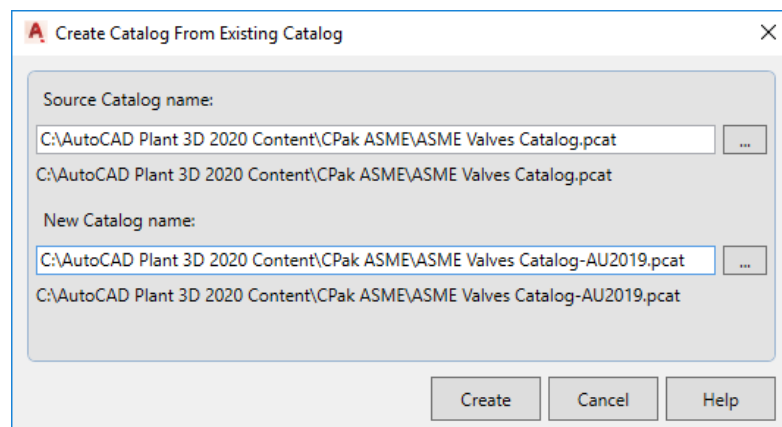 Create Catalog From Existing Catalog
Source Catalog name:
C:\AutoCAD Plant 3D 2020 Content\CPak ASME\ASME Valves Catalog.pcat
...
C:\AutoCAD Plant 3D 2020 Content\CPak ASME\ASME Valves Catalog.pcat
New Catalog name:
C:\AutoCAD Plant 3D 2020 Content\CPak ASME\ASME Valves Catalog-AU2019.pcat
...
C:\AutoCAD Plant 3D 2020 Content\CPak ASME\ASME Valves Catalog-AU2019.pcat
Create Cancel Help